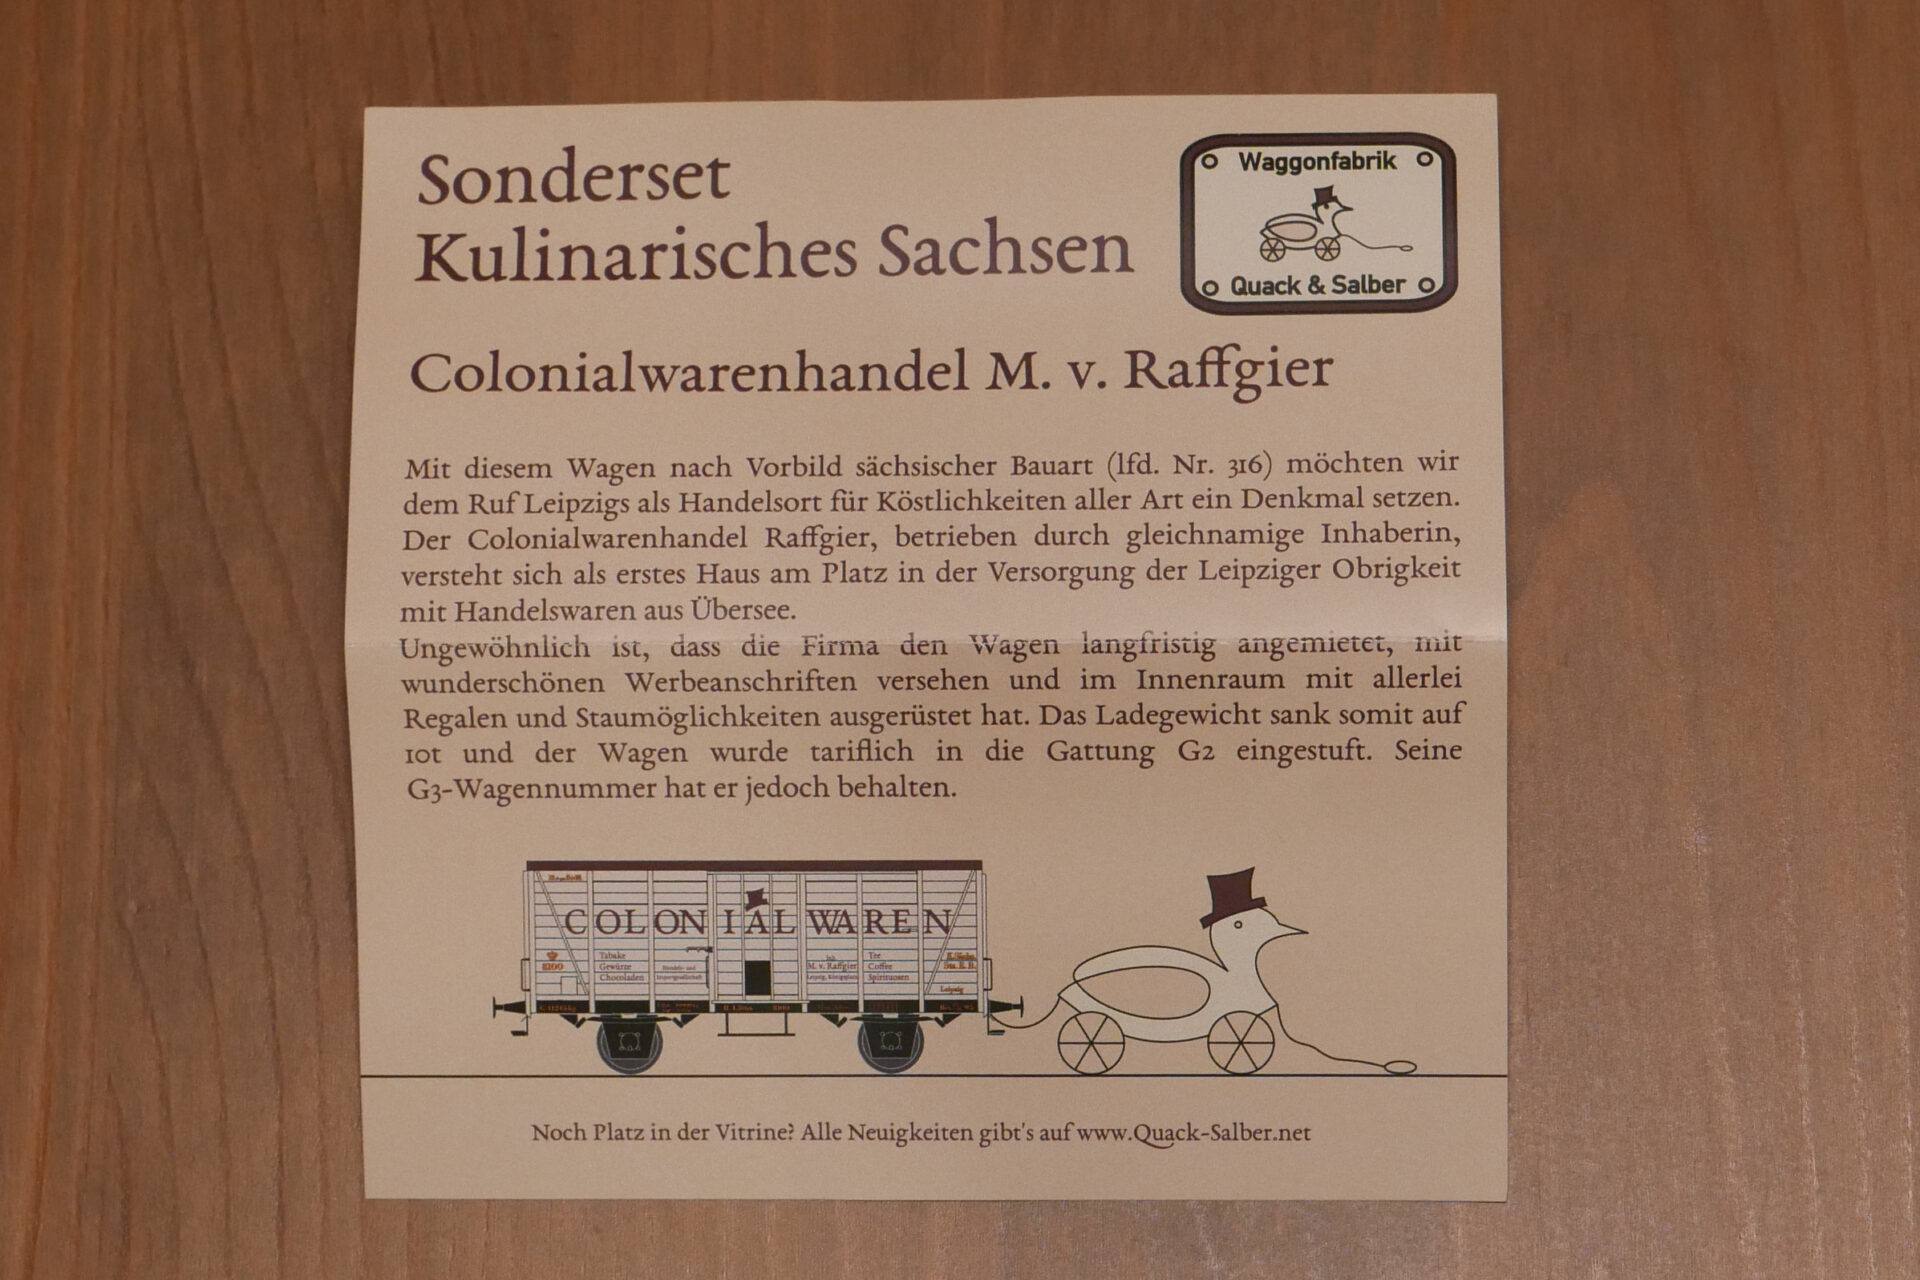 Sonderset
Kulinarisches Sachsen
Waggonfabrik
Quack & Salber
Colonialwarenhandel M. v. Raffgier
Mit diesem Wagen nach Vorbild sächsischer Bauart (lfd. Nr. 316) möchten wir
dem Ruf Leipzigs als Handelsort für Köstlichkeiten aller Art ein Denkmal setzen.
Der Colonialwarenhandel Raffgier, betrieben durch gleichnamige Inhaberin,
versteht sich als erstes Haus am Platz in der Versorgung der Leipziger Obrigkeit
mit Handelswaren aus Übersee.
Ungewöhnlich ist, dass die Firma den Wagen langfristig angemietet, mit
wunderschönen Werbeanschriften versehen und im Innenraum mit allerlei
Regalen und Staumöglichkeiten ausgerüstet hat. Das Ladegewicht sank somit auf
10t und der Wagen wurde tariflich in die Gattung G2 eingestuft. Seine
G3-Wagennummer hat er jedoch behalten.
COLONIALWAREN
8100
Tabake
Gewürze
Chocoladen
M. v. Raffgier
Tee
Coffee
Spirituosen
K.Sächs.
Sts. E. B.
Leipzig
Noch Platz in der Vitrine? Alle Neuigkeiten gibt's auf www.Quack-Salber.net